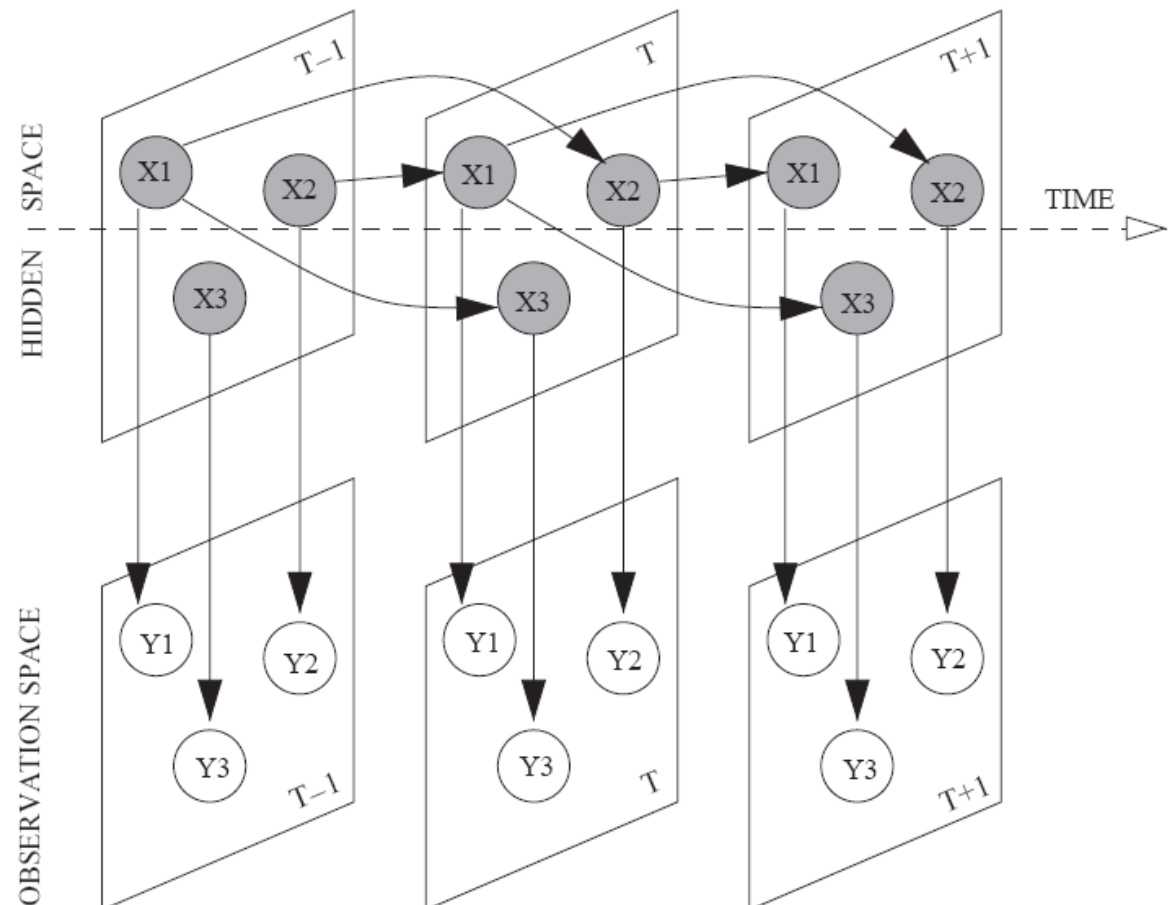 T−1
T
T+1
HIDDEN SPACE
X1
X2
X3
X1
X2
X3
X1
X2
X3
TIME
OBSERVATION SPACE
Y1
Y2
Y3
T−1
Y1
Y2
Y3
T
Y1
Y2
Y3
T+1